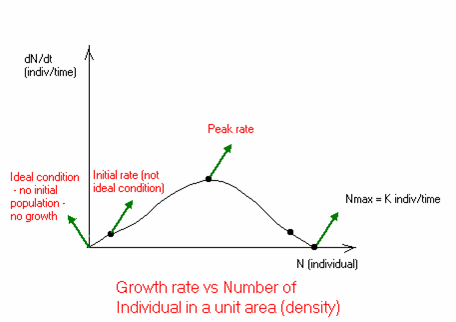 dN/dt
(indiv/time)
Peak rate
Ideal condition
- no initial
population -
no growth
Initial rate (not
ideal condition)
Nmax = K indiv/time
N (individual)
Growth rate vs Number of
Individual in a unit area (density)